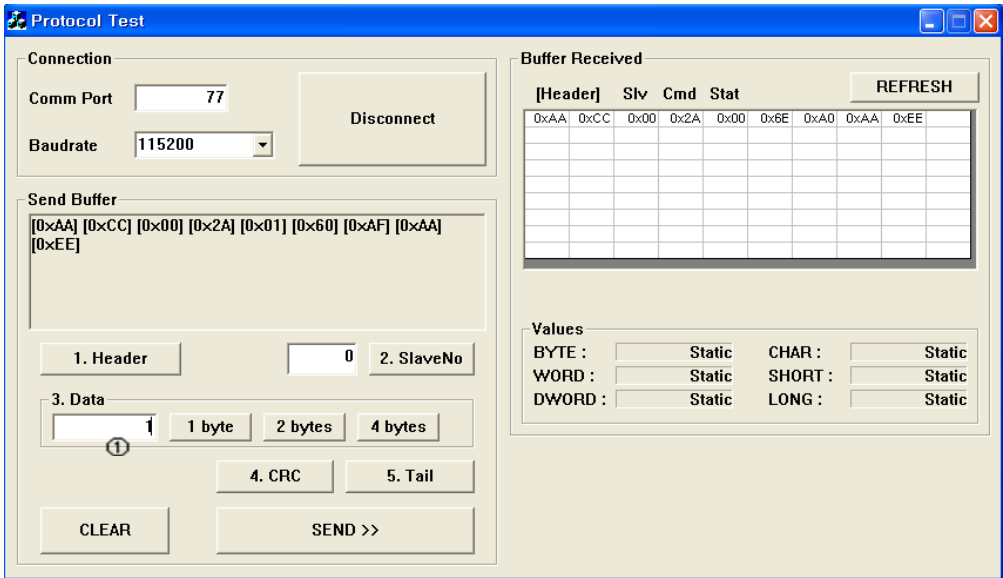 Protocol Test
Connection
Comm Port 77
Baudrate 115200
Disconnect
Send Buffer
[0xAA] [0xCC] [0x00] [0x2A] [0x01] [0x60] [0xAF] [0xAA]
[0xEE]
1. Header
0 2. SlaveNo
3. Data
1 1 byte 2 bytes 4 bytes
①
4. CRC 5. Tail
CLEAR SEND >>
Buffer Received
REFRESH
[Header] Slv Cmd Stat
0xAA 0xCC 0x00 0x2A 0x00 0x6E 0xA0 0xAA 0xEE
Values
BYTE : Static CHAR : Static
WORD : Static SHORT : Static
DWORD : Static LONG : Static